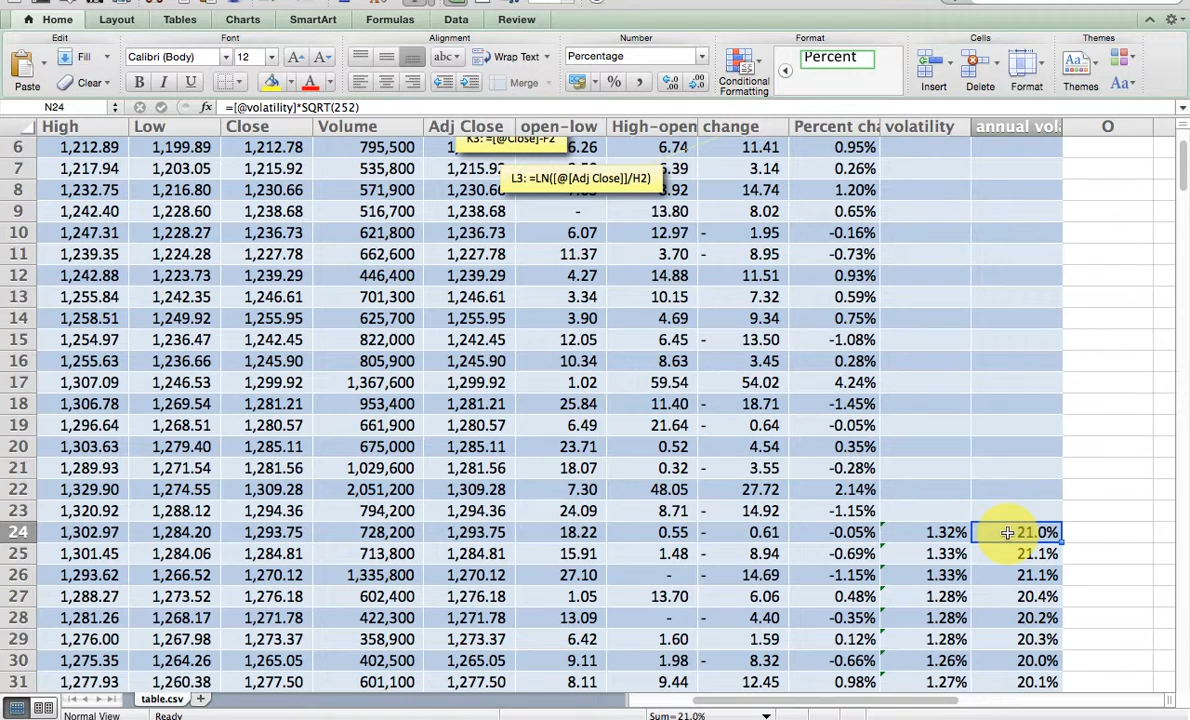 Home Layout Tables Charts SmartArt Formulas Data Review
Edit Font Alignment Number Format Cells Themes
Fill Calibri (Body) 12 A A abc Wrap Text Percentage Percent
Paste Clear B I U A Merge % Conditional Formatting Insert Delete Format Themes Aa
N24 fx =[@volatility]*SQRT(252)
High Low Close Volume Adj Close open-low High-open change Percent cha volatility annual vol O
K3: =[@Close]-F2
6 1,212.89 1,199.89 1,212.78 795,500 6.26 6.74 11.41 0.95%
7 1,217.94 1,203.05 1,215.92 535,800 1,215.92 6.39 3.14 0.26%
L3: =LN([@[Adj Close]]/H2)
8 1,232.75 1,216.80 1,230.66 571,900 1,230.66 14.74 1.20%
9 1,242.40 1,228.60 1,238.68 516,700 1,238.68 - 13.80 8.02 0.65%
10 1,247.31 1,228.27 1,236.73 621,800 1,236.73 6.07 12.97 - 1.95 -0.16%
11 1,239.35 1,224.28 1,227.78 662,600 1,227.78 11.37 3.70 - 8.95 -0.73%
12 1,242.88 1,223.73 1,239.29 446,400 1,239.29 4.27 14.88 11.51 0.93%
13 1,255.84 1,242.35 1,246.61 701,300 1,246.61 3.34 10.15 7.32 0.59%
14 1,258.51 1,242.87 1,255.95 625,700 1,255.95 3.90 4.69 9.34 0.75%
15 1,254.97 1,236.47 1,242.45 822,000 1,242.45 12.05 6.45 - 13.50 -1.08%
16 1,255.63 1,236.66 1,245.90 805,900 1,245.90 10.34 8.63 3.45 0.28%
17 1,307.09 1,246.53 1,299.92 1,367,600 1,299.92 1.02 59.54 54.02 4.24%
18 1,306.78 1,269.54 1,281.21 953,400 1,281.21 25.84 11.40 - 18.71 -1.45%
19 1,296.64 1,268.51 1,280.57 661,900 1,280.57 6.49 21.64 - 0.64 -0.05%
20 1,303.63 1,279.40 1,285.11 675,000 1,285.11 23.71 0.52 4.54 0.35%
21 1,289.93 1,271.54 1,281.56 1,029,600 1,281.56 18.07 0.32 - 3.55 -0.28%
22 1,329.90 1,274.55 1,309.28 2,051,200 1,309.28 7.30 48.05 27.72 2.14%
23 1,320.92 1,288.12 1,294.36 794,200 1,294.36 24.09 8.71 - 14.92 -1.15%
24 1,302.97 1,284.20 1,293.75 728,200 1,293.75 18.22 0.55 - 0.61 -0.05% 1.32% 21.0%
25 1,301.45 1,284.06 1,284.81 713,800 1,284.81 15.91 1.48 - 8.94 -0.69% 1.33% 21.1%
26 1,293.62 1,266.52 1,270.12 1,335,800 1,270.12 27.10 - - 14.69 -1.15% 1.33% 21.1%
27 1,288.27 1,273.52 1,276.18 602,400 1,276.18 1.05 13.70 6.06 0.48% 1.28% 20.4%
28 1,281.26 1,268.17 1,271.78 422,300 1,271.78 13.09 - - 4.40 -0.35% 1.28% 20.2%
29 1,276.00 1,267.98 1,273.37 358,900 1,273.37 6.42 1.60 1.59 0.12% 1.28% 20.3%
30 1,275.35 1,264.26 1,265.05 402,500 1,265.05 9.11 1.98 - 8.32 -0.66% 1.26% 20.0%
31 1,277.93 1,260.38 1,277.50 601,100 1,277.50 8.11 9.44 12.45 0.98% 1.27% 20.1%
table.csv
Normal View Ready Sum=21.0%